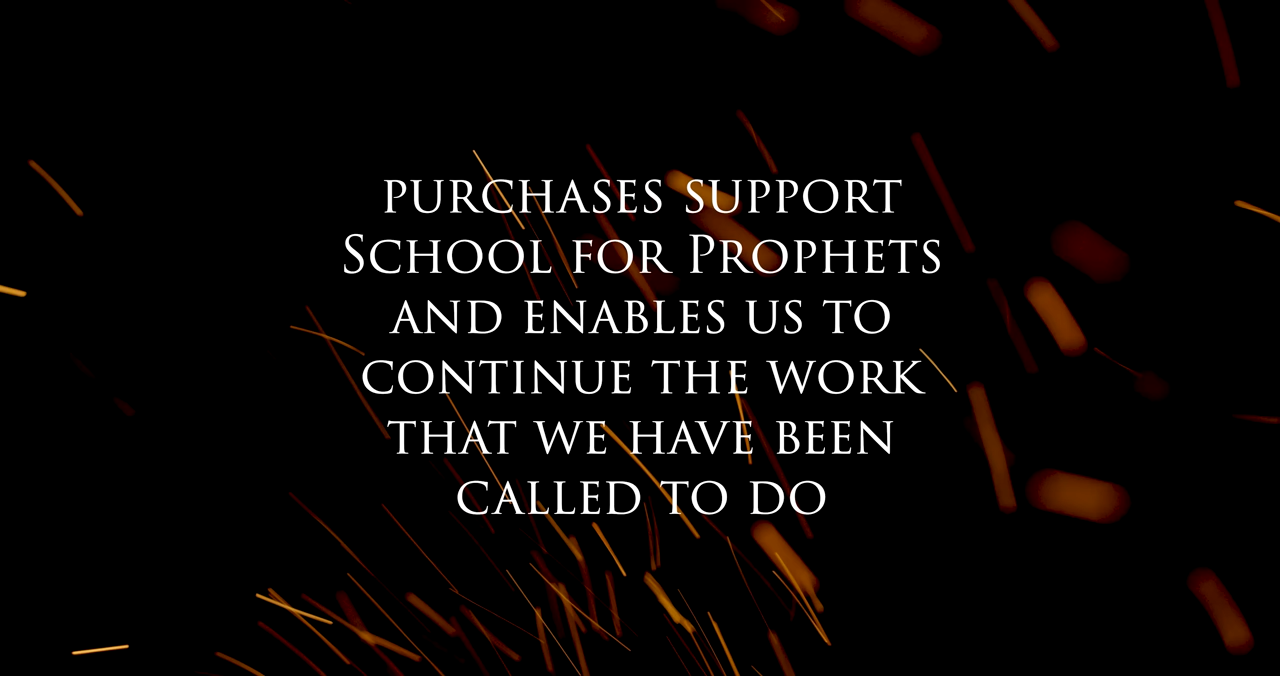 PURCHASES SUPPORT
SCHOOL FOR PROPHETS
AND ENABLES US TO
CONTINUE THE WORK
THAT WE HAVE BEEN
CALLED TO DO